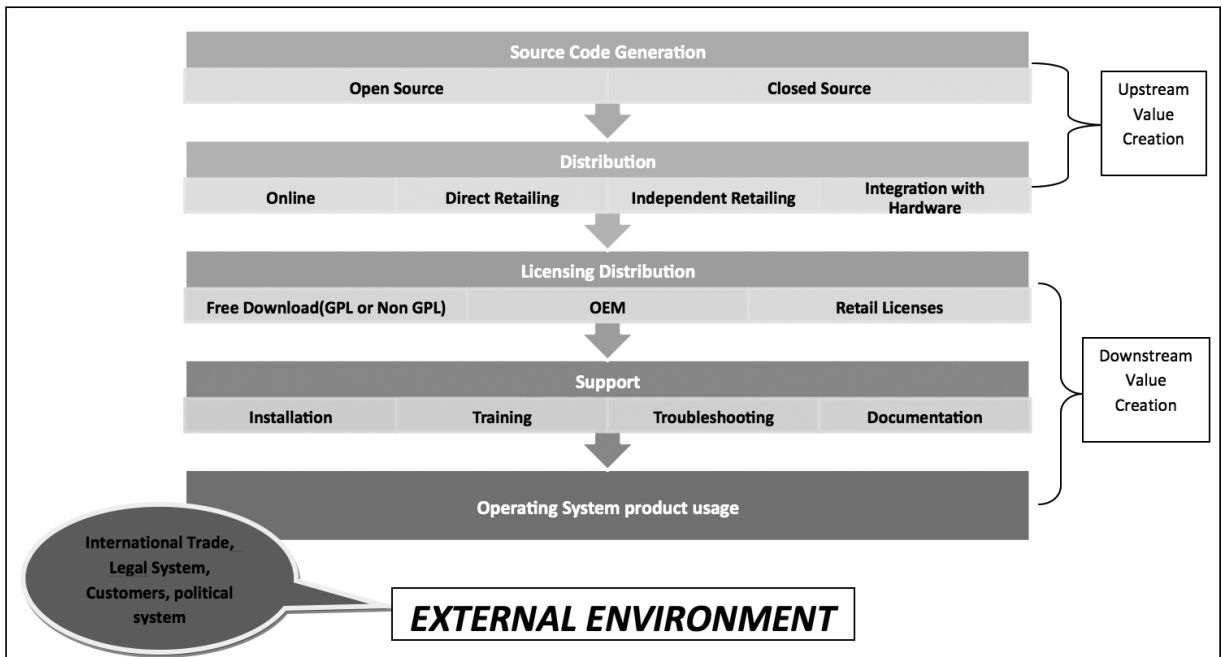 Source Code Generation
Open Source
Closed Source
Upstream
Value
Creation
Distribution
Online
Direct Retailing
Independent Retailing
Integration with
Hardware
Licensing Distribution
Free Download(GPL or Non GPL)
OEM
Retail Licenses
Downstream
Value
Creation
Support
Installation
Training
Troubleshooting
Documentation
Operating System product usage
International Trade,
Legal System,
Customers, political
system
EXTERNAL ENVIRONMENT